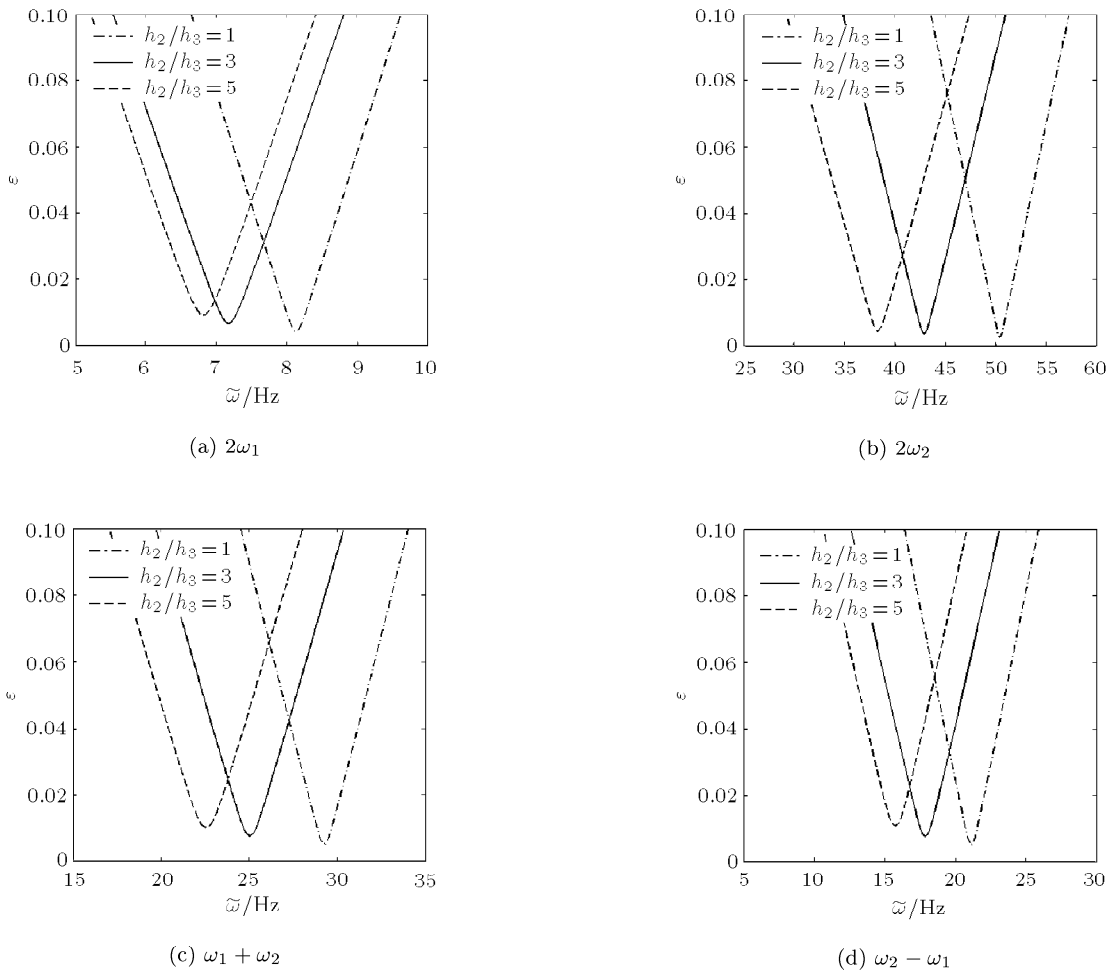 0.10
0.08
0.06
0.04
0.02
0
ε
h₂/h₃ = 1
h₂/h₃ = 3
h₂/h₃ = 5
5 6 7 8 9 10
ω̃/Hz
(a) 2ω₁
0.10
0.08
0.06
0.04
0.02
0
ε
h₂/h₃ = 1
h₂/h₃ = 3
h₂/h₃ = 5
25 30 35 40 45 50 55 60
ω̃/Hz
(b) 2ω₂
0.10
0.08
0.06
0.04
0.02
0
ε
h₂/h₃ = 1
h₂/h₃ = 3
h₂/h₃ = 5
15 20 25 30 35
ω̃/Hz
(c) ω₁ + ω₂
0.10
0.08
0.06
0.04
0.02
0
ε
h₂/h₃ = 1
h₂/h₃ = 3
h₂/h₃ = 5
5 10 15 20 25 30
ω̃/Hz
(d) ω₂ − ω₁